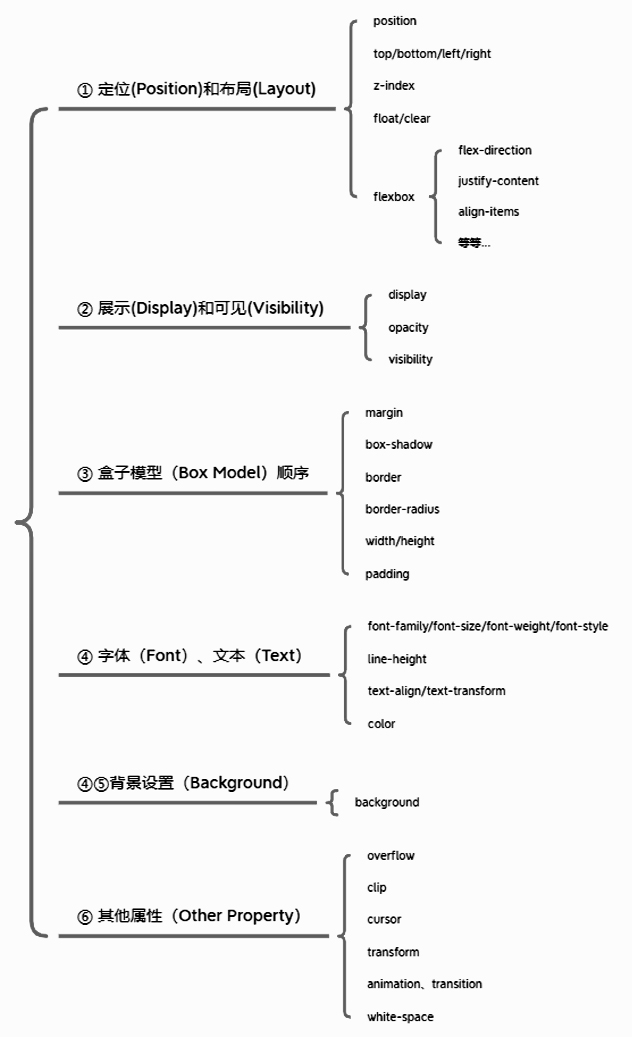 ① 定位(Position)和布局(Layout)
position
top/bottom/left/right
z-index
float/clear
flexbox
flex-direction
justify-content
align-items
等等...
② 展示(Display)和可见(Visibility)
display
opacity
visibility
③ 盒子模型（Box Model）顺序
margin
box-shadow
border
border-radius
width/height
padding
④ 字体（Font）、文本（Text）
font-family/font-size/font-weight/font-style
line-height
text-align/text-transform
color
④⑤背景设置（Background）
background
⑥ 其他属性（Other Property）
overflow
clip
cursor
transform
animation、transition
white-space